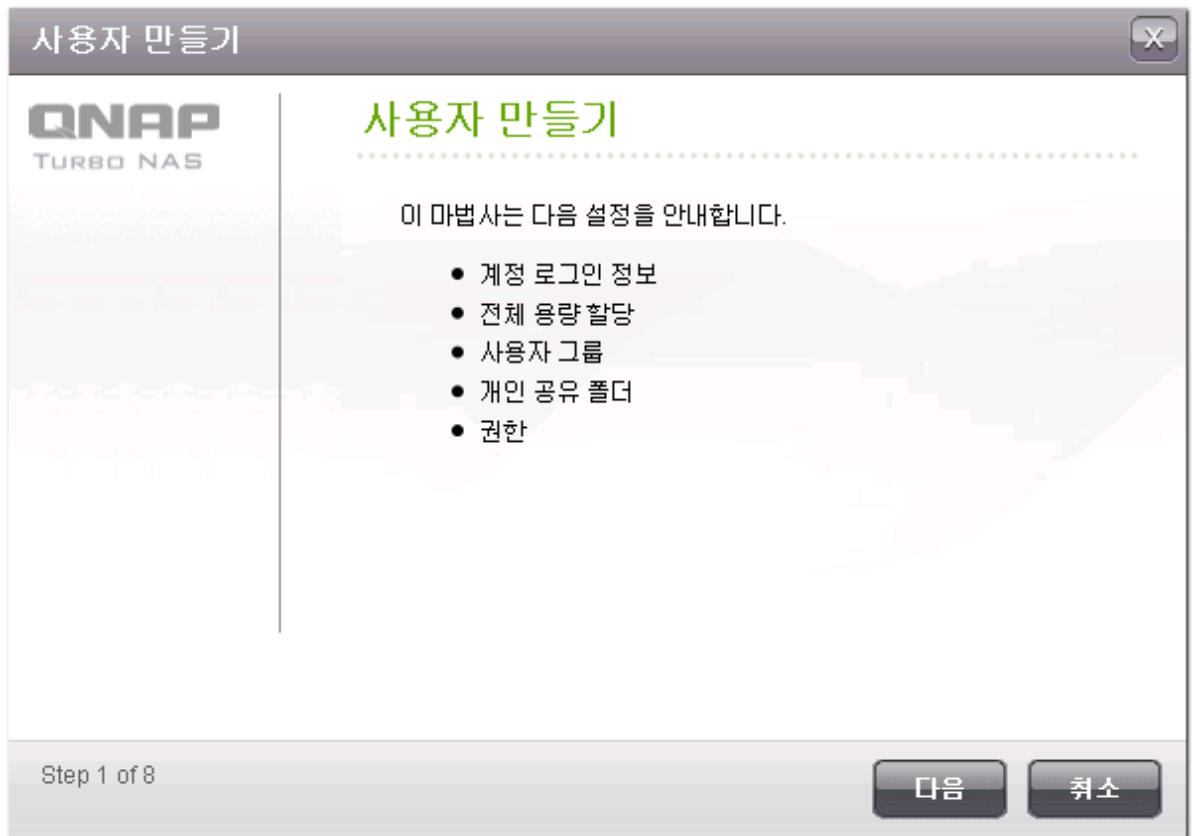 사용자 만들기
X
QNAP
TURBO NAS
사용자 만들기
이 마법사는 다음 설정을 안내합니다.
● 계정 로그인 정보
● 전체 용량 할당
● 사용자 그룹
● 개인 공유 폴더
● 권한
Step 1 of 8
다음
취소